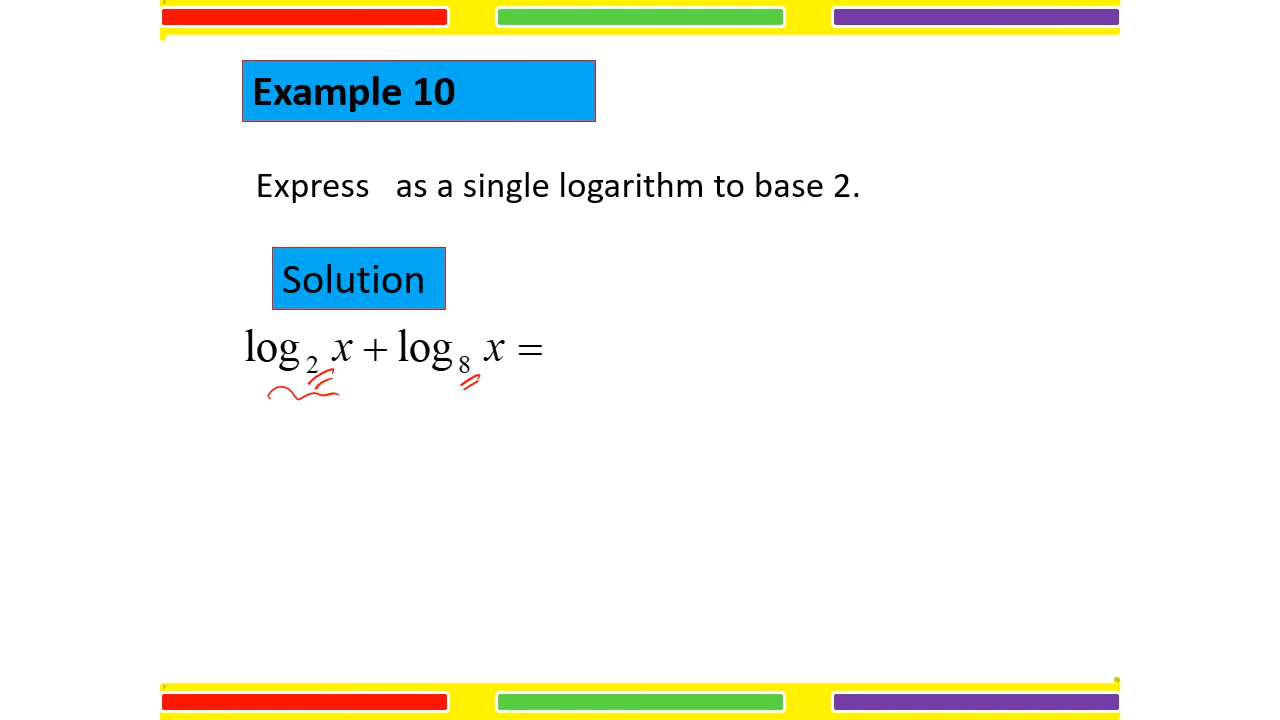 Example 10
Express as a single logarithm to base 2.
Solution
log₂ x + log₈ x =